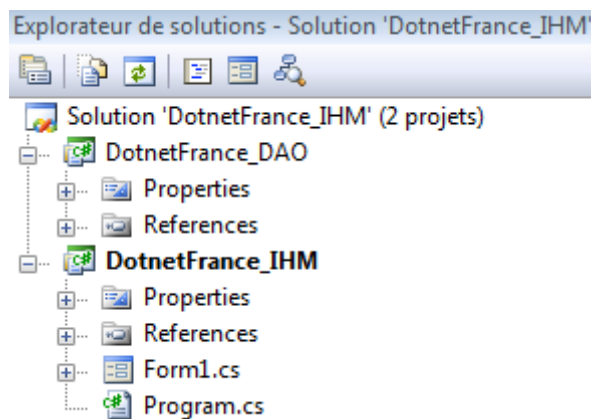 Explorateur de solutions - Solution 'DotnetFrance_IHM'
Solution 'DotnetFrance_IHM' (2 projets)
DotnetFrance_DAO
Properties
References
DotnetFrance_IHM
Properties
References
Form1.cs
Program.cs